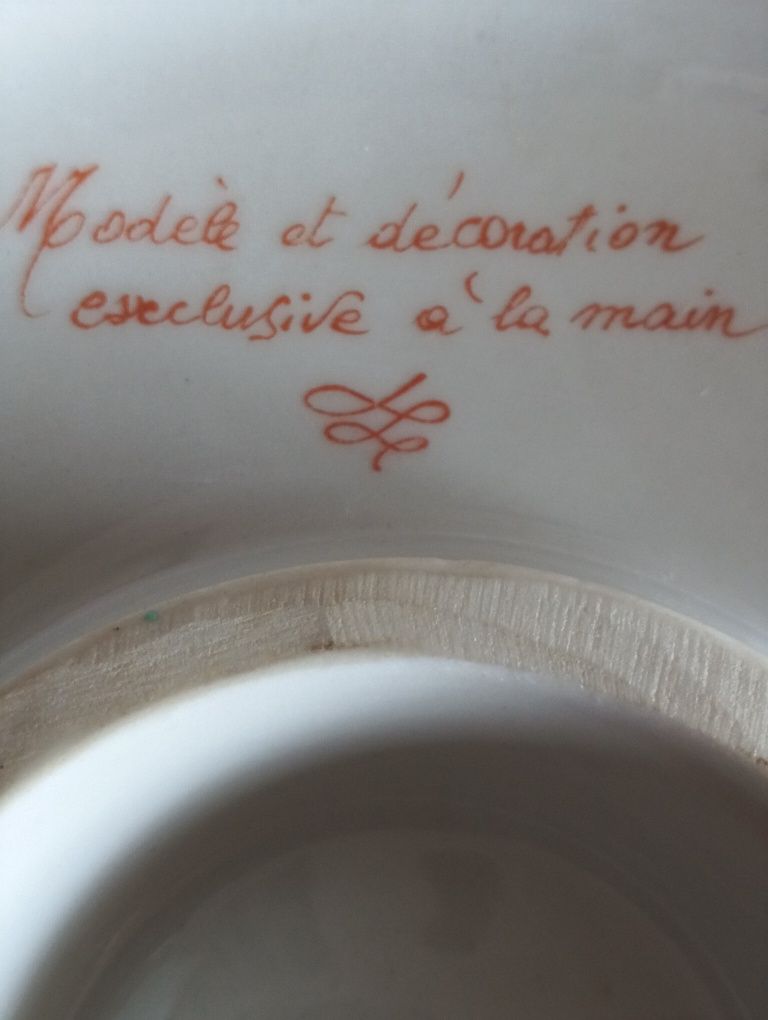 Modèle et décoration
exclusive à la main